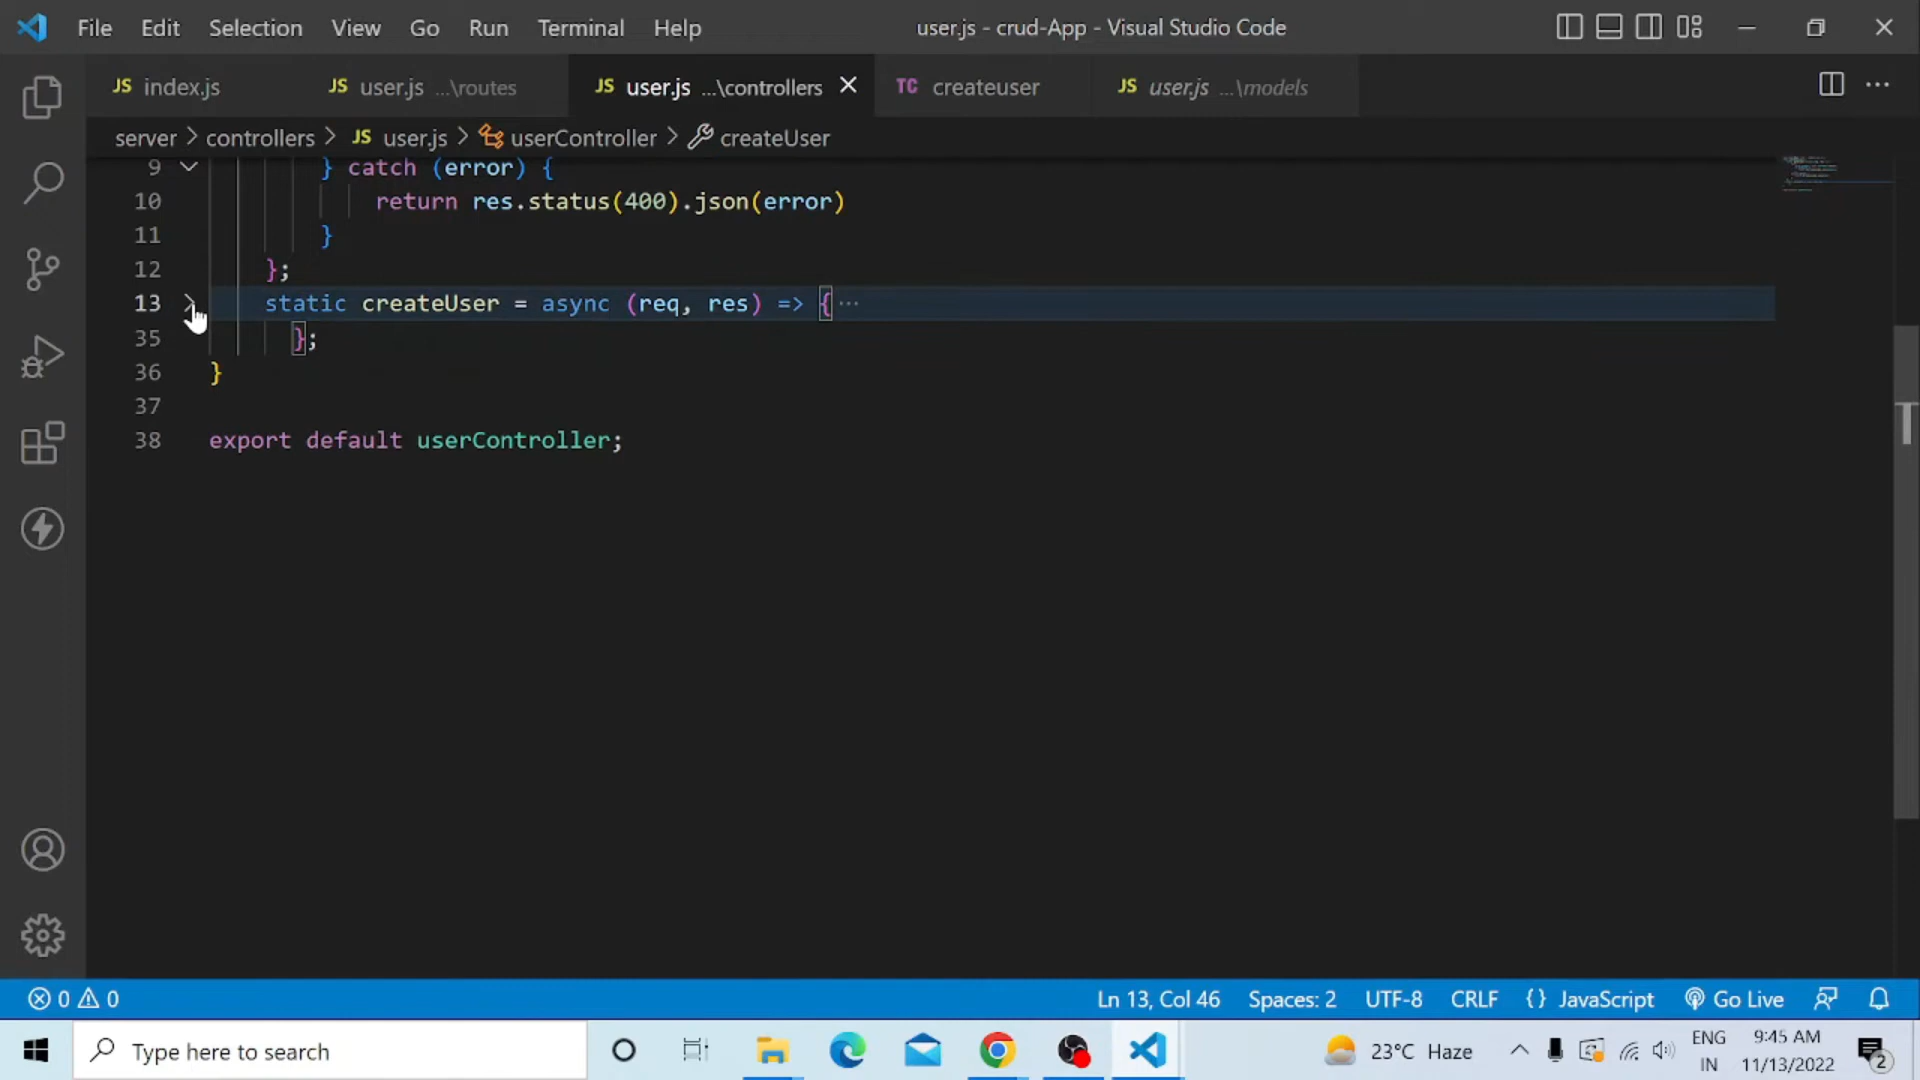 File Edit Selection View Go Run Terminal Help user.js - crud-App - Visual Studio Code
JS index.js JS user.js ...\routes JS user.js ...\controllers TC createuser JS user.js ...\models
server > controllers > JS user.js > userController > createUser
9 } catch (error) {
10 return res.status(400).json(error)
11 }
12 };
13 static createUser = async (req, res) => { ···
35 };
36 }
37
38 export default userController;
0 0 Ln 13, Col 46 Spaces: 2 UTF-8 CRLF {} JavaScript Go Live
Type here to search 23°C Haze ENG IN 9:45 AM 11/13/2022 2